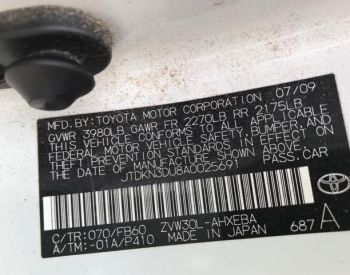 MFD. BY: TOYOTA MOTOR CORPORATION 07/09
GVWR 3980LB GAWR FR 2270LB RR 2175LB
THIS VEHICLE CONFORMS TO ALL APPLICABLE
FEDERAL MOTOR VEHICLE SAFETY, BUMPER, AND
THEFT PREVENTION STANDARDS IN EFFECT ON
THE DATE OF MANUFACTURE SHOWN ABOVE.
JTDKN3DU8A0025691
PASS. CAR
C/TR: 070/FB60 ZVW30L-AHXEBA
A/TM: -01A/P410 MADE IN JAPAN 687 A
TOYOTA